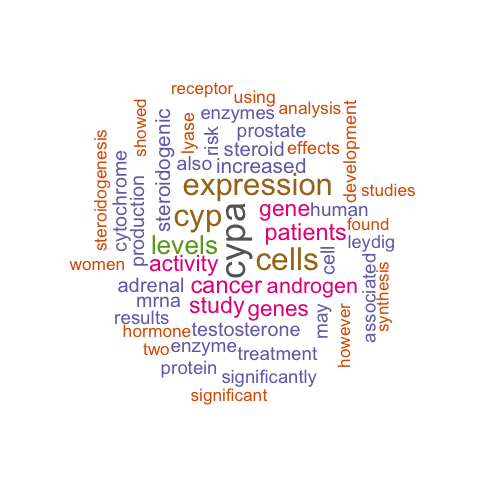 receptor
using
showed
enzymes
analysis
development
lyase
risk
prostate
steroidogenic
steroid
effects
steroidogenesis
cytochrome
also
increased
studies
production
expression
cyp
cypa
gene
human
found
patients
leydig
levels
cells
cell
women
activity
associated
synthesis
adrenal
cancer
androgen
mrna
study
genes
may
however
results
hormone
testosterone
two
enzyme
treatment
protein
significantly
significant